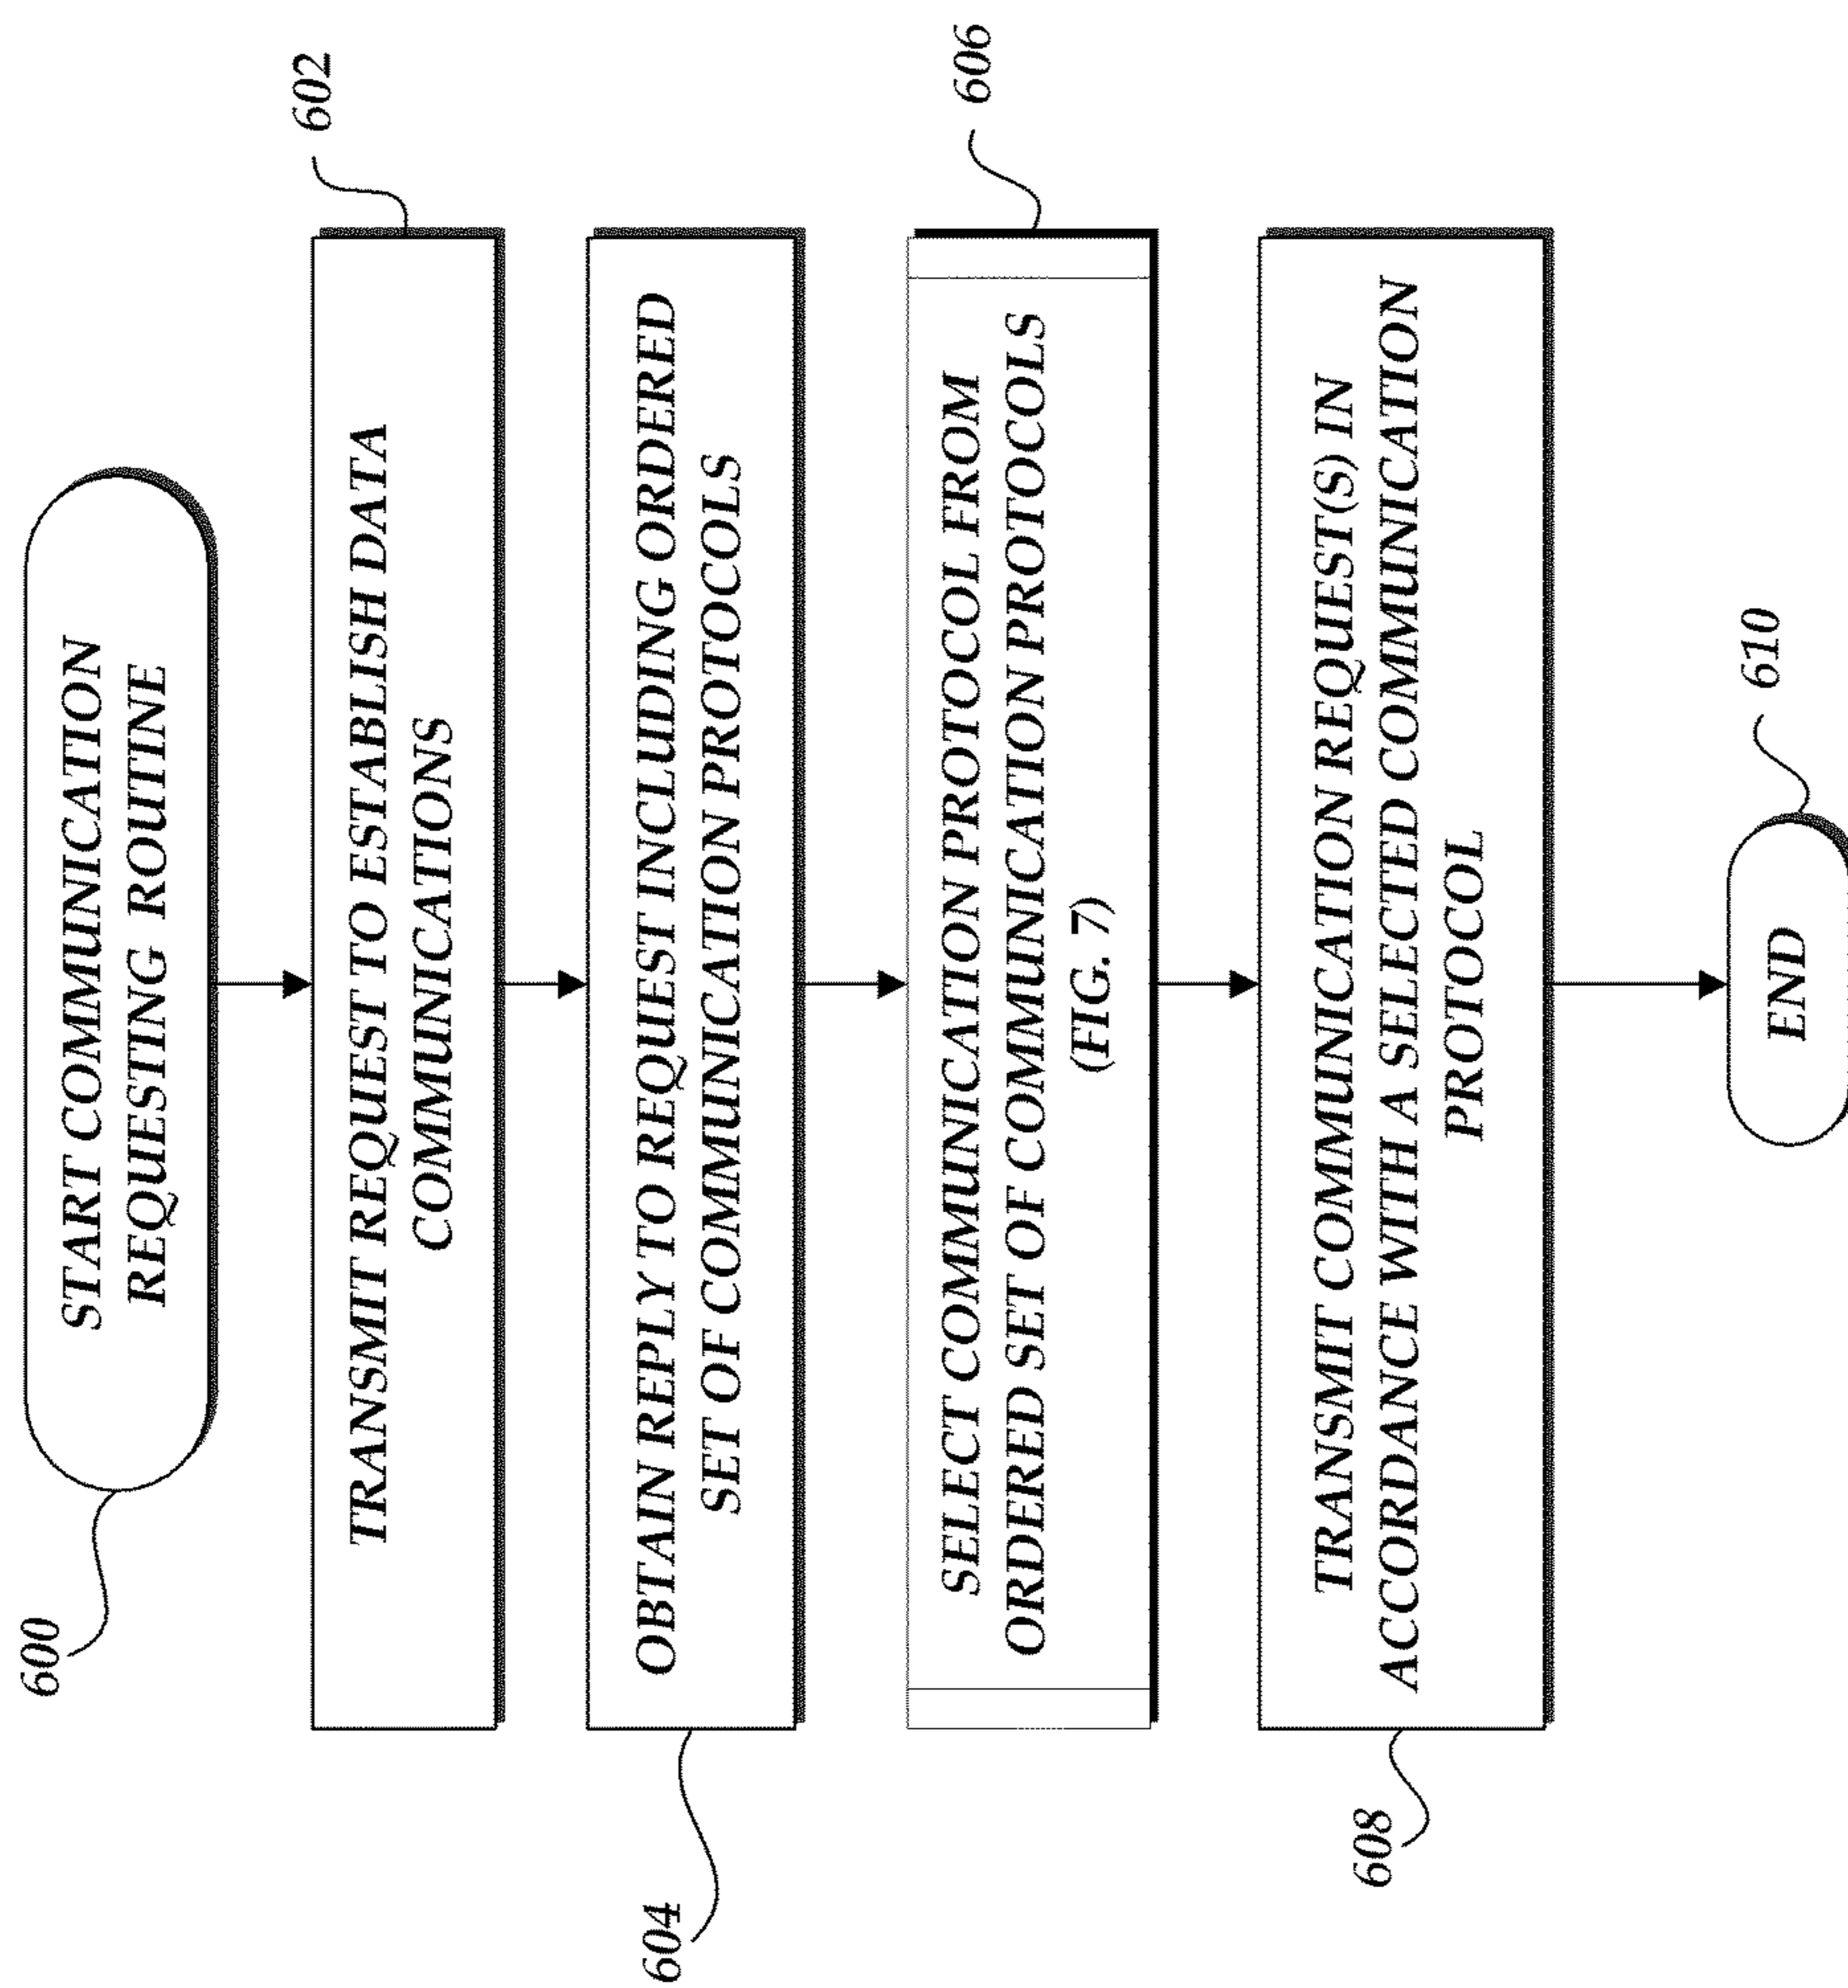 600
START COMMUNICATION
REQUESTING ROUTINE
602
TRANSMIT REQUEST TO ESTABLISH DATA
COMMUNICATIONS
604
OBTAIN REPLY TO REQUEST INCLUDING ORDERED
SET OF COMMUNICATION PROTOCOLS
606
SELECT COMMUNICATION PROTOCOL FROM
ORDERED SET OF COMMUNICATION PROTOCOLS
(FIG. 7)
608
TRANSMIT COMMUNICATION REQUEST(S) IN
ACCORDANCE WITH A SELECTED COMMUNICATION
PROTOCOL
610
END